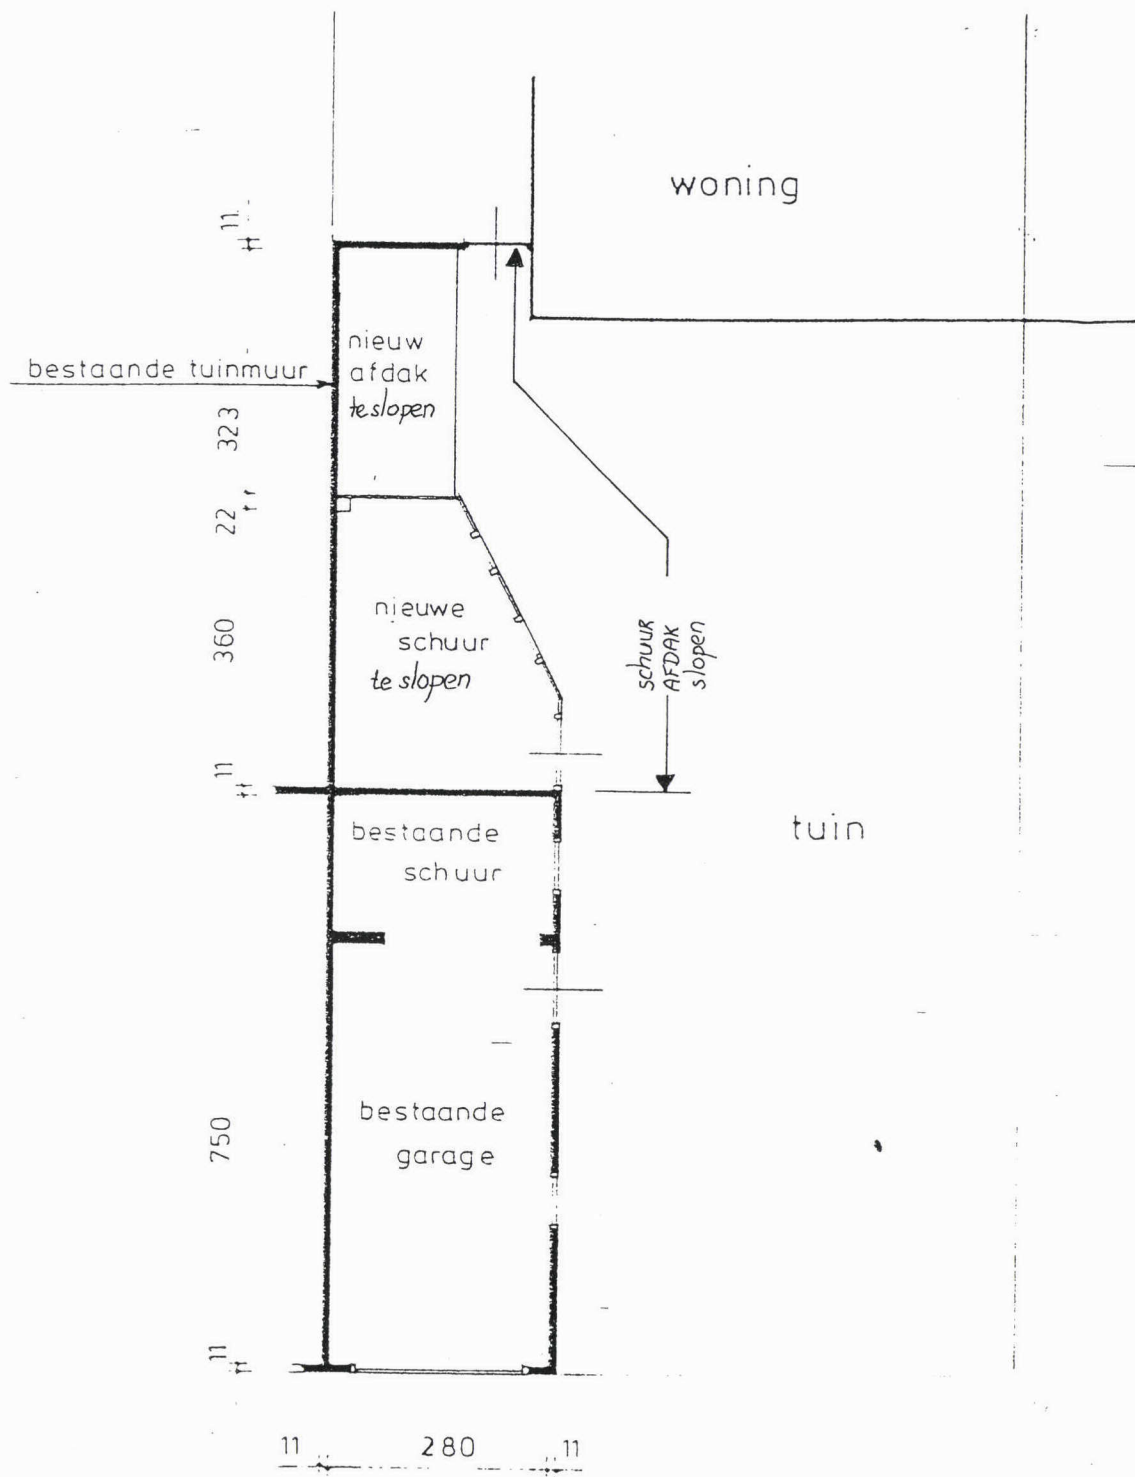 woning
11
nieuw
afdak
te slopen
bestaande tuinmuur
323
22
nieuwe
schuur
te slopen
360
schuur
AFDAK
slopen
11
bestaande
schuur
tuin
bestaande
garage
750
11
11 280 11